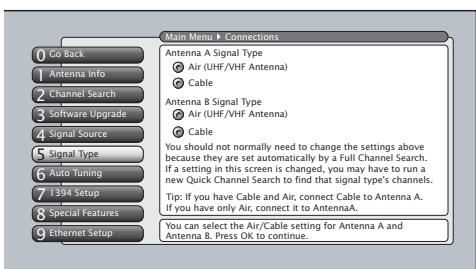 Main Menu ▶ Connections
0 Go Back
1 Antenna Info
2 Channel Search
3 Software Upgrade
4 Signal Source
5 Signal Type
6 Auto Tuning
7 1394 Setup
8 Special Features
9 Ethernet Setup
Antenna A Signal Type
Air (UHF/VHF Antenna)
Cable
Antenna B Signal Type
Air (UHF/VHF Antenna)
Cable
You should not normally need to change the settings above
because they are set automatically by a Full Channel Search.
If a setting in this screen is changed, you may have to run a
new Quick Channel Search to find that signal type's channels.
Tip: If you have Cable and Air, connect Cable to Antenna A.
If you have only Air, connect it to AntennaA.
You can select the Air/Cable setting for Antenna A and
Antenna B. Press OK to continue.